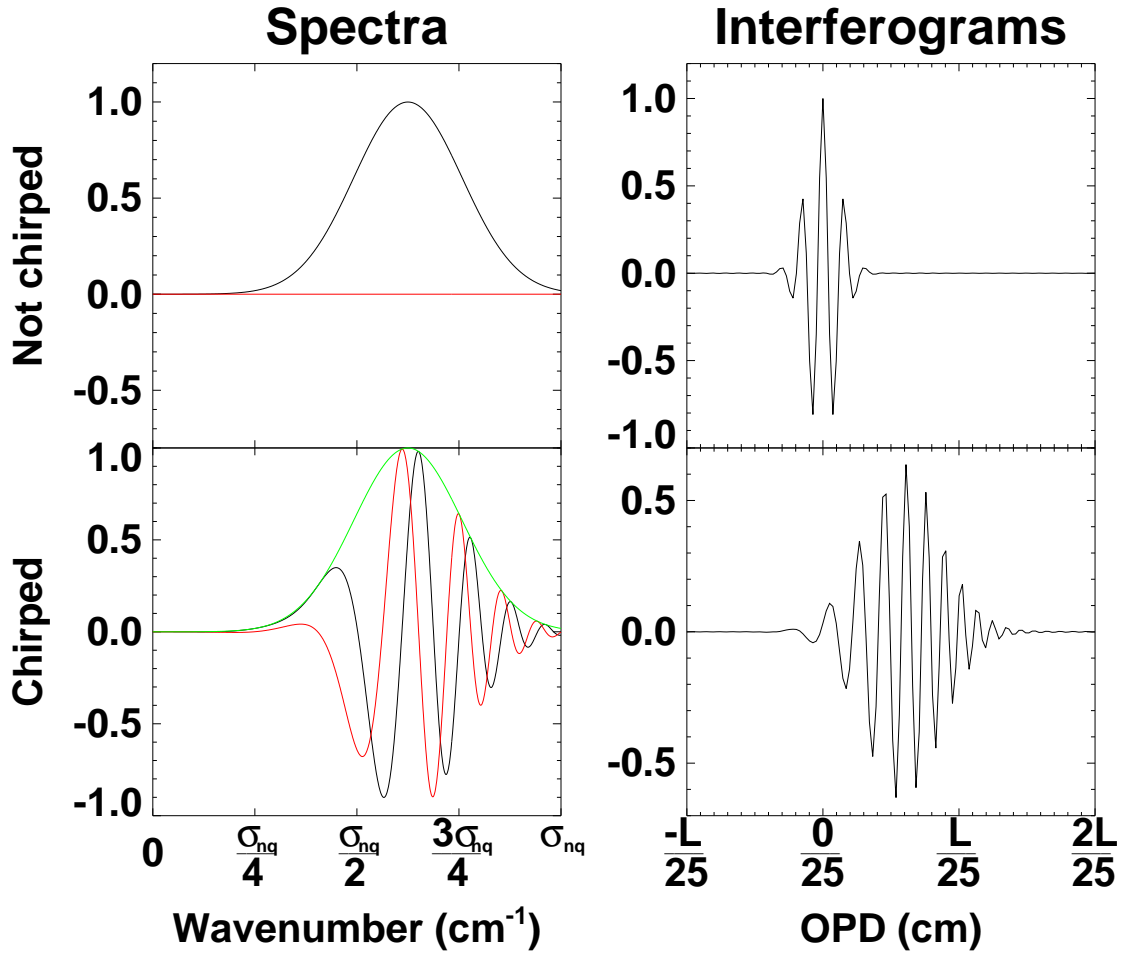 Spectra
Interferograms
Not chirped
1.0
0.5
0.0
-0.5
1.0
0.5
0.0
-0.5
-1.0
Chirped
1.0
0.5
0.0
-0.5
-1.0
0.5
0.0
-0.5
0
σnq/4
σnq/2
3σnq/4
σnq
-L/25
0/25
L/25
2L/25
Wavenumber (cm-1)
OPD (cm)